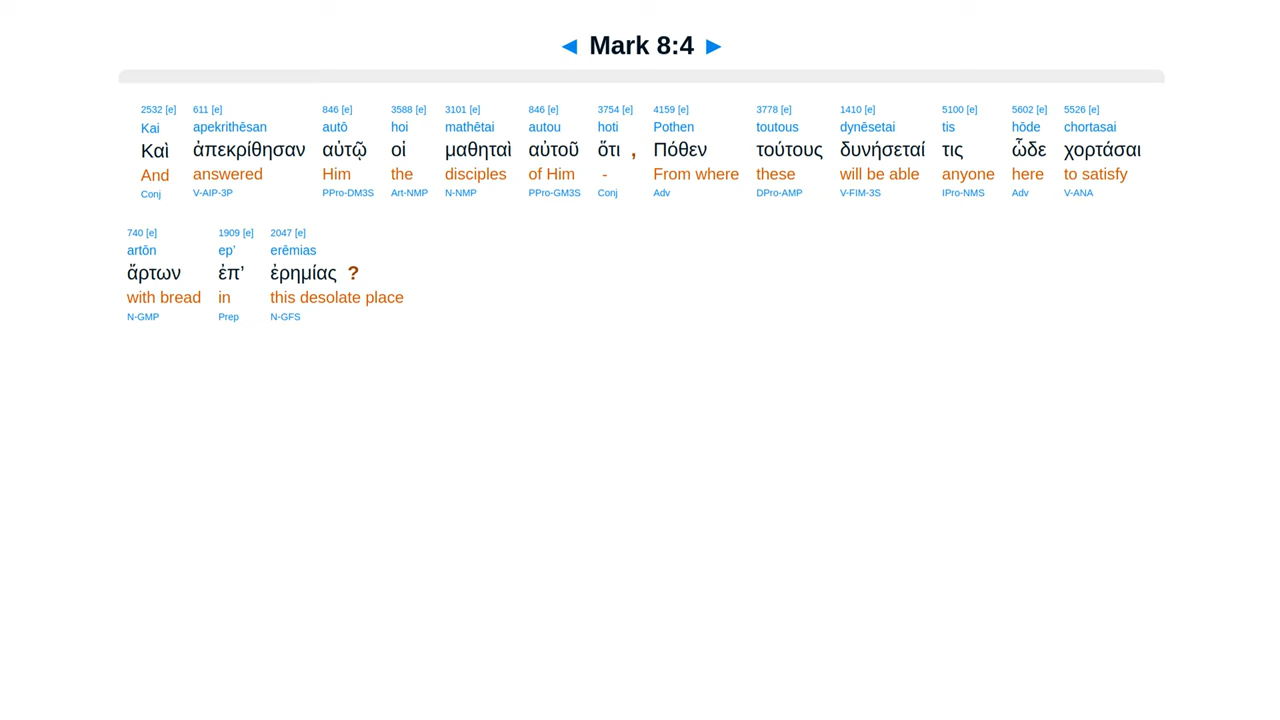 ◄ Mark 8:4 ►
2532 [e] 611 [e] 846 [e] 3588 [e] 3101 [e] 846 [e] 3754 [e] 4159 [e] 3778 [e] 1410 [e] 5100 [e] 5602 [e] 5526 [e]
Kai apekrithēsan autō hoi mathētai autou hoti Pothen toutous dynēsetai tis hōde chortasai
Καὶ ἀπεκρίθησαν αὐτῷ οἱ μαθηταὶ αὐτοῦ ὅτι , Πόθεν τούτους δυνήσεταί τις ὧδε χορτάσαι
And answered Him the disciples of Him - From where these will be able anyone here to satisfy
Conj V-AIP-3P PPro-DM3S Art-NMP N-NMP PPro-GM3S Conj Adv DPro-AMP V-FIM-3S IPro-NMS Adv V-ANA
740 [e] 1909 [e] 2047 [e]
artōn ep’ erēmias
ἄρτων ἐπ’ ἐρημίας ?
with bread in this desolate place
N-GMP Prep N-GFS